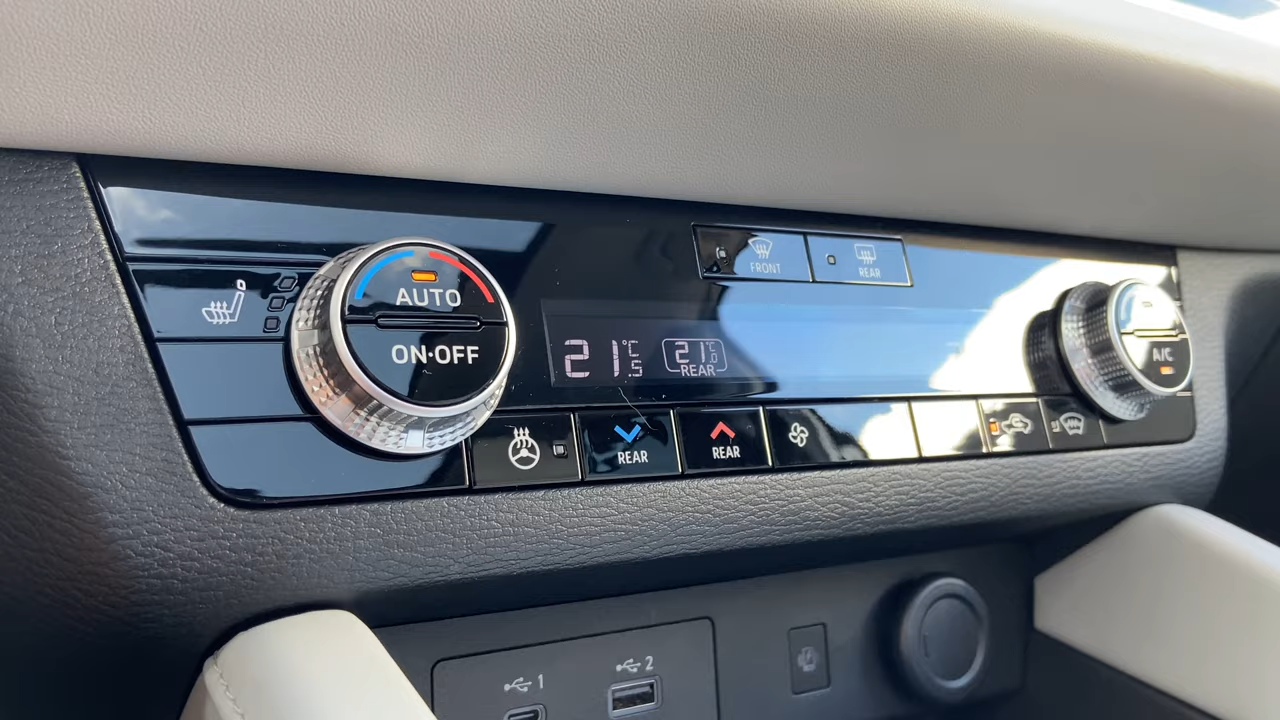 FRONT
REAR
AUTO
ON·OFF
21.5°C
21.0°C
REAR
A/C
REAR
REAR
1
2